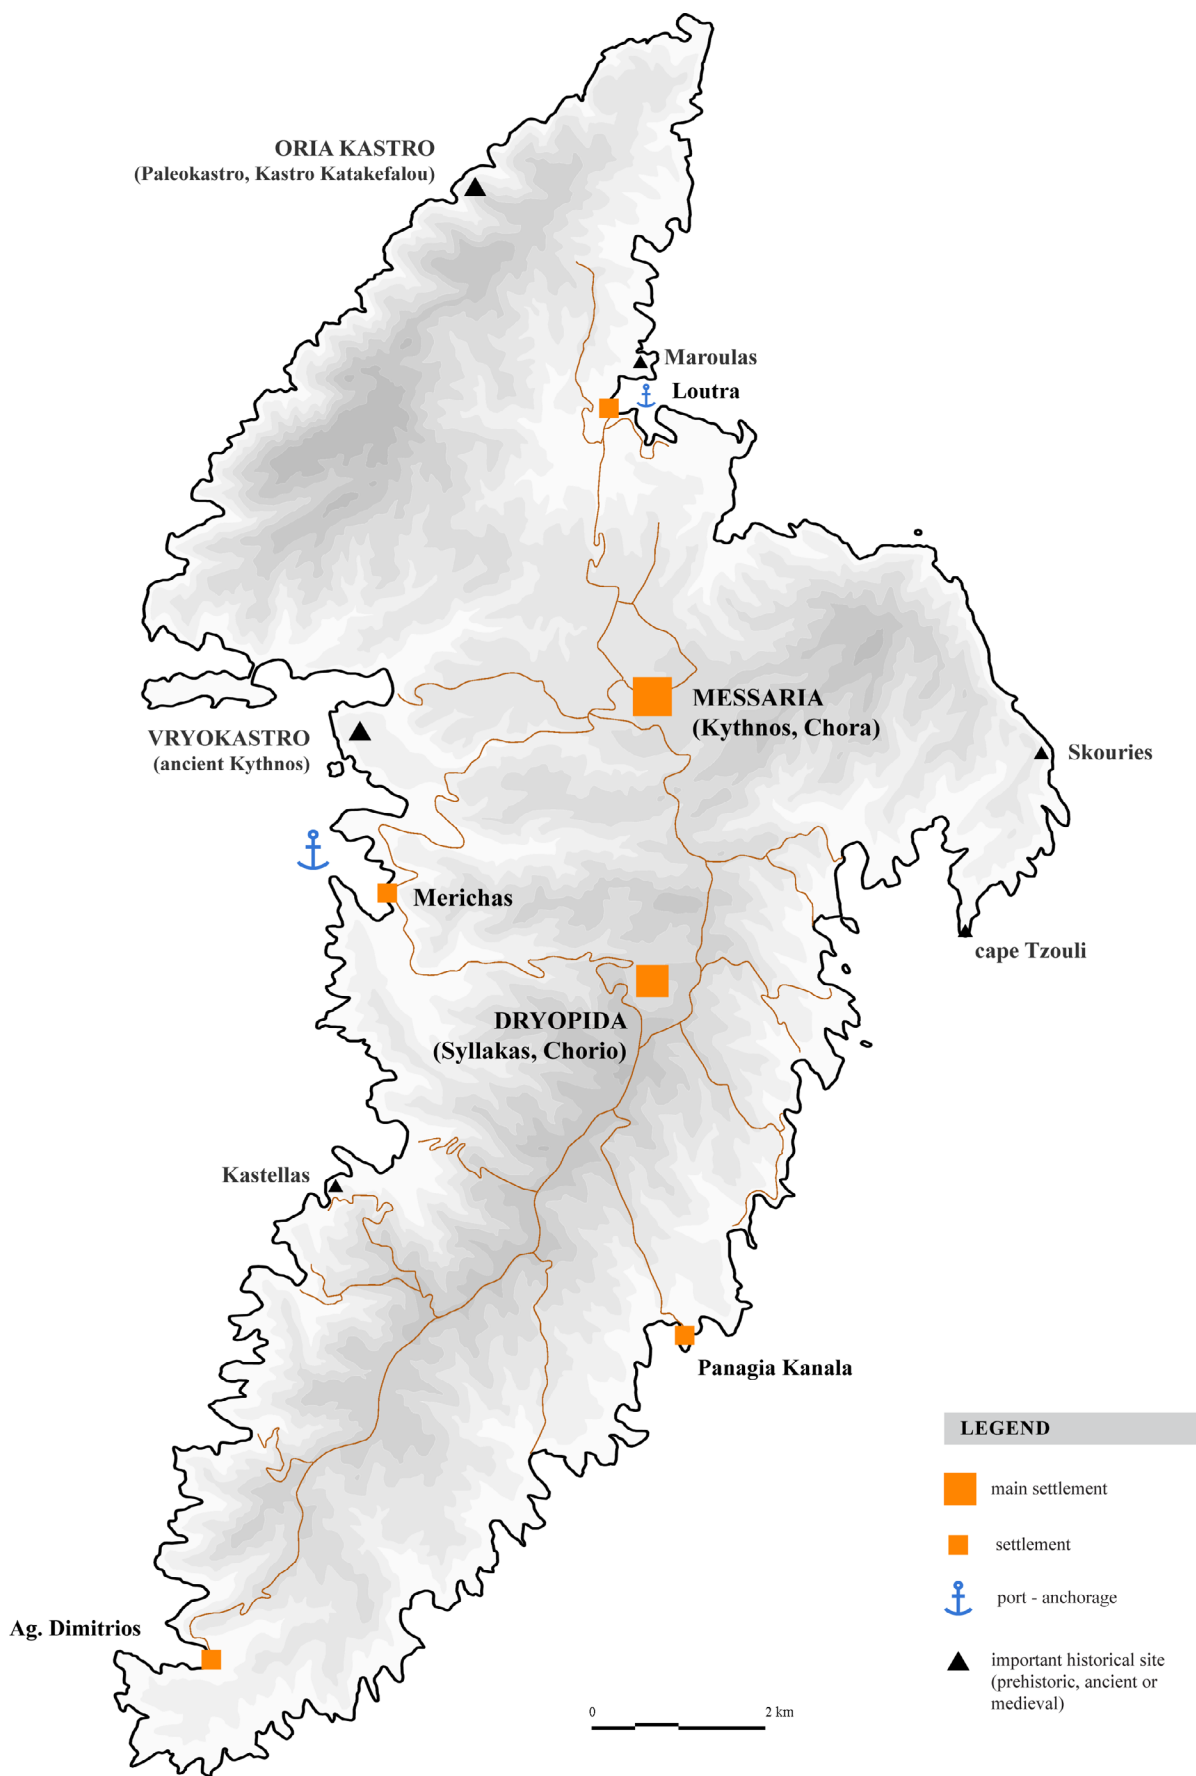 ORIA KASTRO
(Paleokastro, Kastro Katakefalou)
Maroulas
Loutra
MESSARIA
(Kythnos, Chora)
VRYOKASTRO
(ancient Kythnos)
Skouries
Merichas
cape Tzouli
DRYOPIDA
(Syllakas, Chorio)
Kastellas
Panagia Kanala
LEGEND
main settlement
settlement
port - anchorage
Ag. Dimitrios
important historical site
(prehistoric, ancient or
medieval)
0 2 km